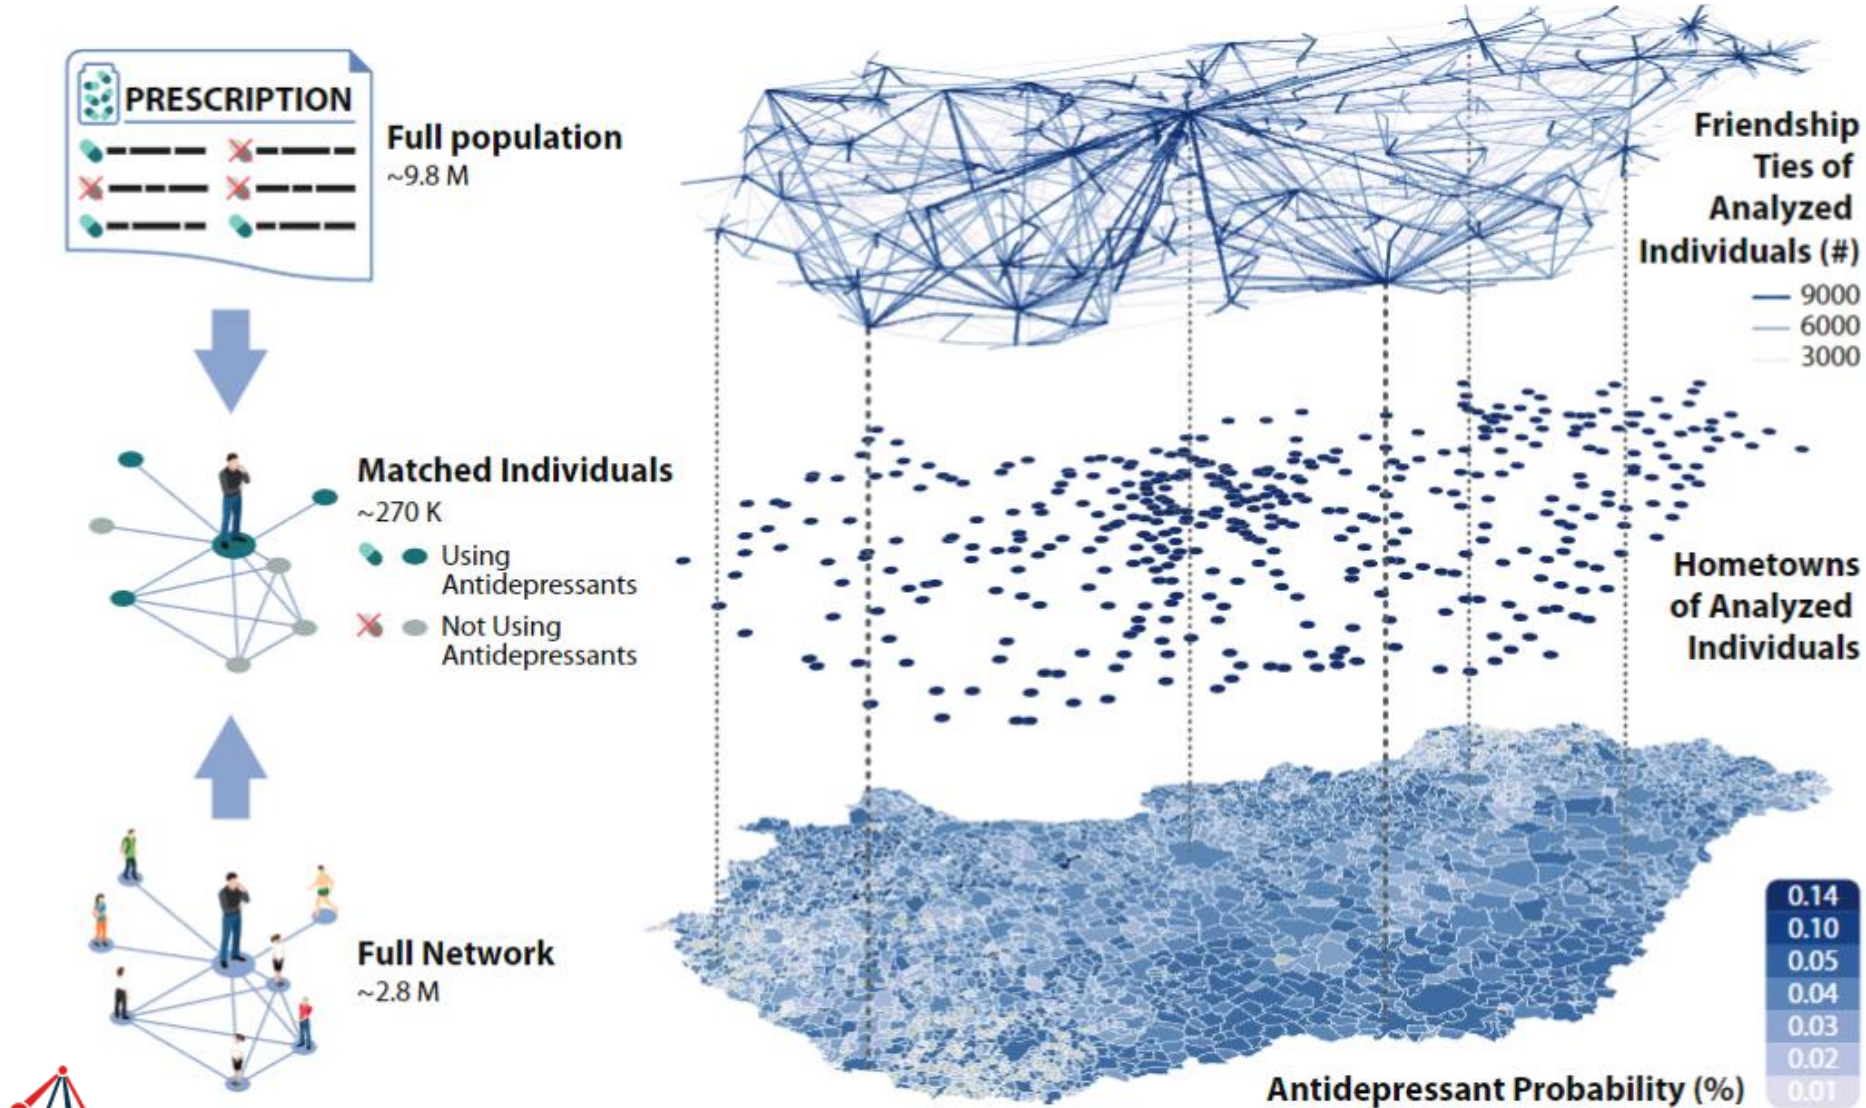 PRESCRIPTION
Full population
~9.8 M
Matched Individuals
~270 K
Using
Antidepressants
Not Using
Antidepressants
Full Network
~2.8 M
Friendship
Ties of
Analyzed
Individuals (#)
9000
6000
3000
Hometowns
of Analyzed
Individuals
0.14
0.10
0.05
0.04
0.03
0.02
0.01
Antidepressant Probability (%)